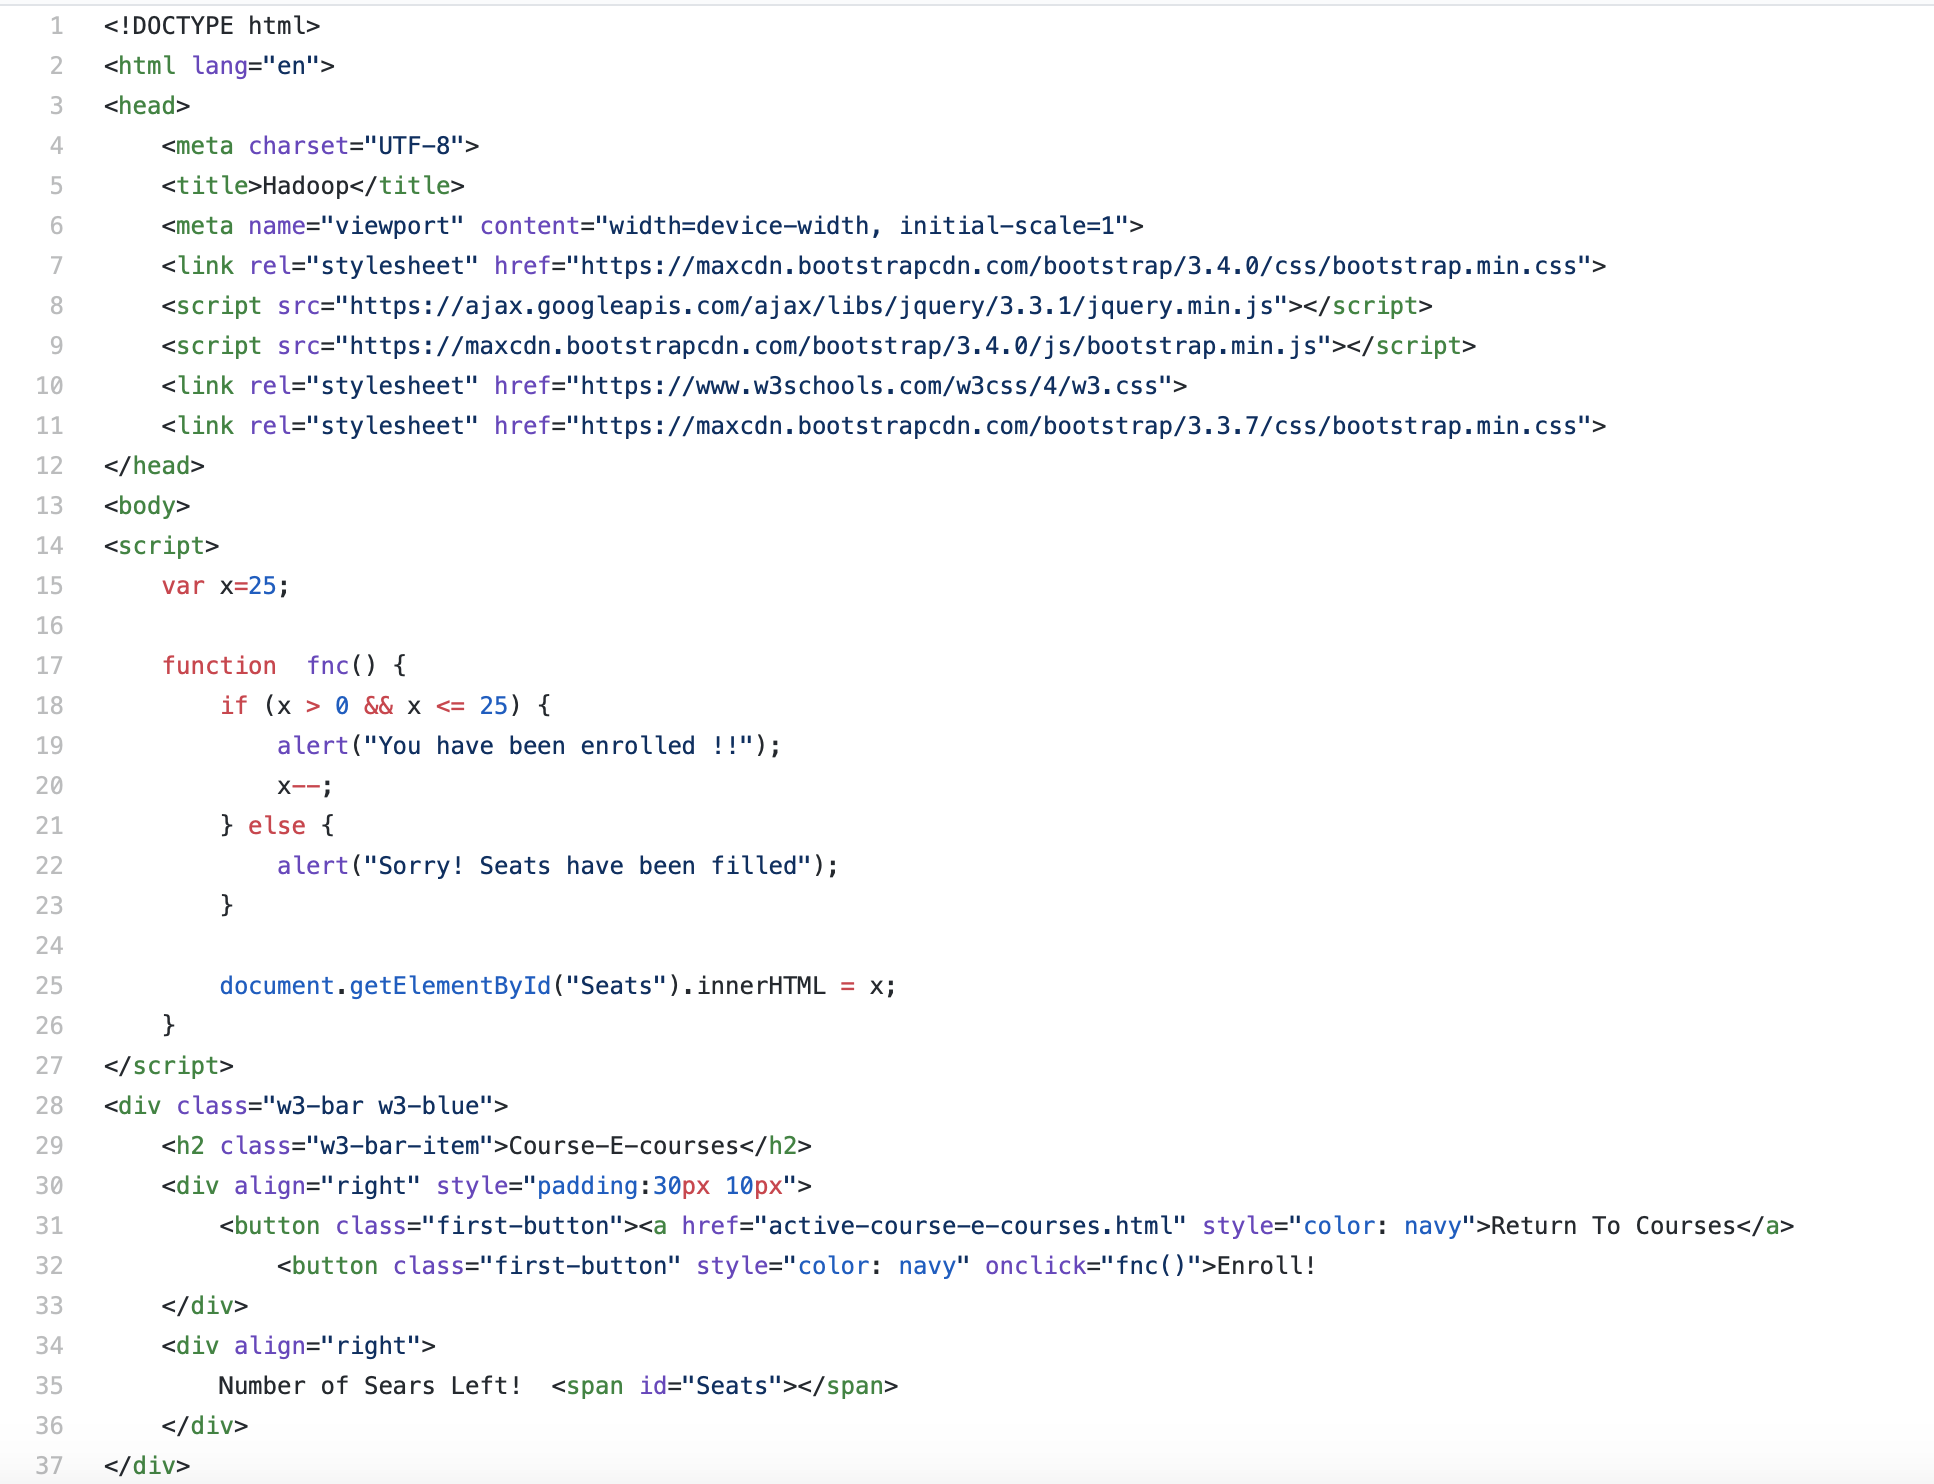 1 <!DOCTYPE html>
2 <html lang="en">
3 <head>
4     <meta charset="UTF-8">
5     <title>Hadoop</title>
6     <meta name="viewport" content="width=device-width, initial-scale=1">
7     <link rel="stylesheet" href="https://maxcdn.bootstrapcdn.com/bootstrap/3.4.0/css/bootstrap.min.css">
8     <script src="https://ajax.googleapis.com/ajax/libs/jquery/3.3.1/jquery.min.js"></script>
9     <script src="https://maxcdn.bootstrapcdn.com/bootstrap/3.4.0/js/bootstrap.min.js"></script>
10     <link rel="stylesheet" href="https://www.w3schools.com/w3css/4/w3.css">
11     <link rel="stylesheet" href="https://maxcdn.bootstrapcdn.com/bootstrap/3.3.7/css/bootstrap.min.css">
12 </head>
13 <body>
14 <script>
15     var x=25;
16
17     function  fnc() {
18         if (x > 0 && x <= 25) {
19             alert("You have been enrolled !!");
20             x--;
21         } else {
22             alert("Sorry! Seats have been filled");
23         }
24
25         document.getElementById("Seats").innerHTML = x;
26     }
27 </script>
28 <div class="w3-bar w3-blue">
29     <h2 class="w3-bar-item">Course-E-courses</h2>
30     <div align="right" style="padding:30px 10px">
31         <button class="first-button"><a href="active-course-e-courses.html" style="color: navy">Return To Courses</a>
32             <button class="first-button" style="color: navy" onclick="fnc()">Enroll!
33     </div>
34     <div align="right">
35         Number of Sears Left!  <span id="Seats"></span>
36     </div>
37 </div>